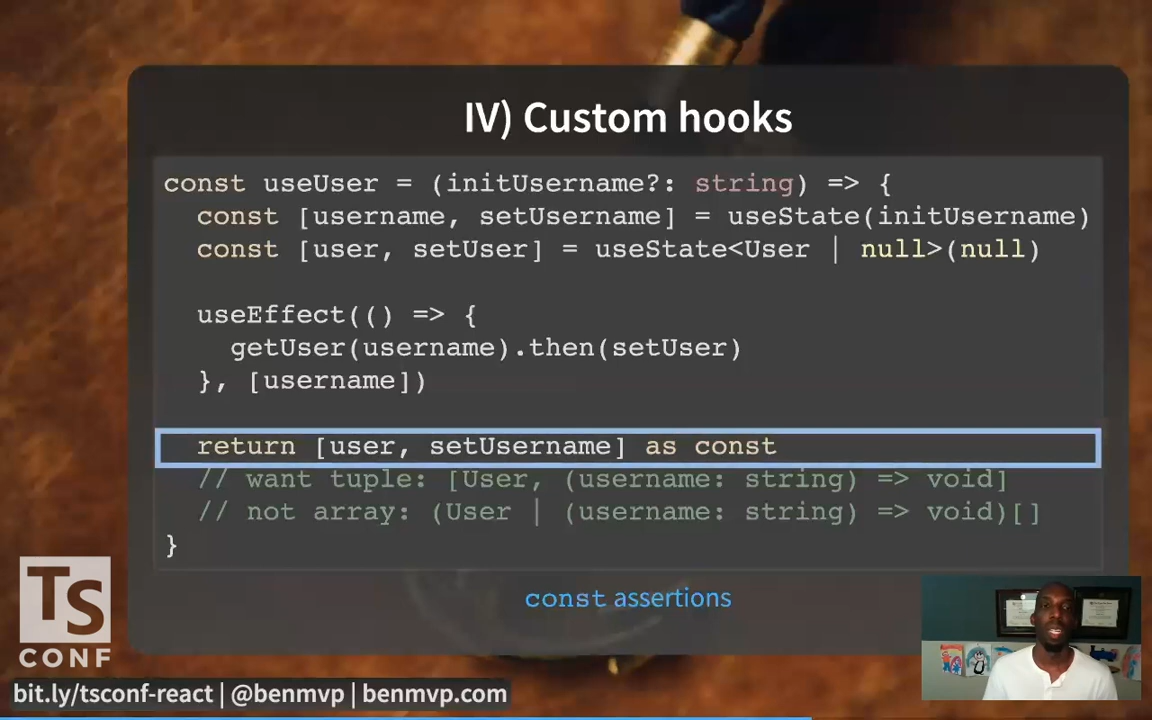 IV) Custom hooks
const useUser = (initUsername?: string) => {
  const [username, setUsername] = useState(initUsername)
  const [user, setUser] = useState<User | null>(null)
  useEffect(() => {
    getUser(username).then(setUser)
  }, [username])
  return [user, setUsername] as const
  // want tuple: [User, (username: string) => void]
  // not array: (User | (username: string) => void)[]
}
const assertions
TS
CONF
bit.ly/tsconf-react | @benmvp | benmvp.com